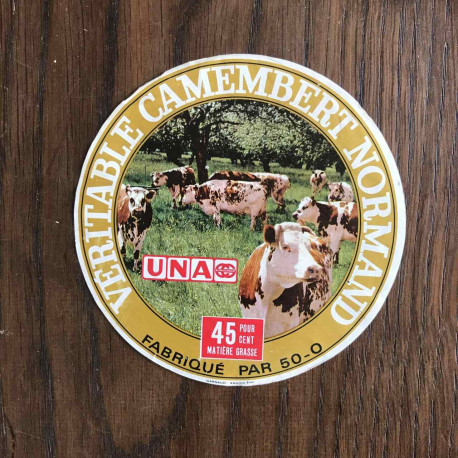 VERITABLE CAMEMBERT NORMAND
UNA
45 POUR CENT
MATIÈRE GRASSE
FABRIQUÉ PAR 50-O